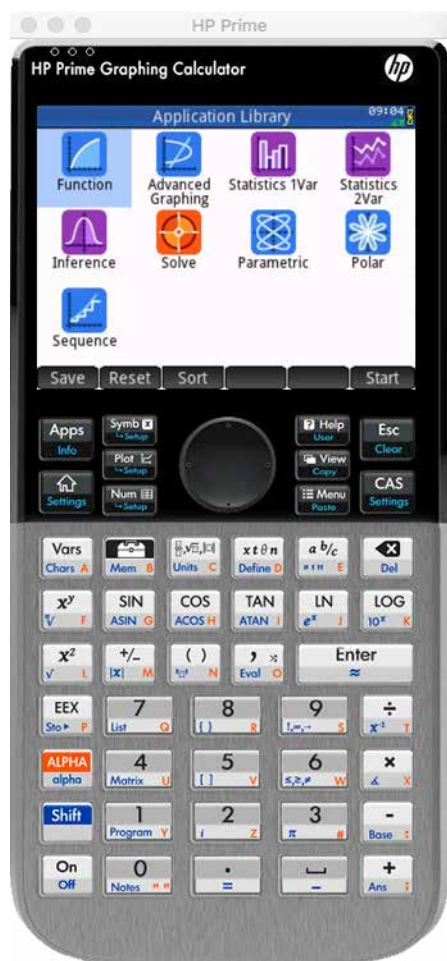 HP Prime
HP Prime Graphing Calculator
hp
Application Library 09:04
Function Advanced Graphing Statistics 1Var Statistics 2Var
Inference Solve Parametric Polar
Sequence
Save Reset Sort Start
Apps Info Symb Setup Help User Esc Clear
Plot Setup View Copy
Settings Num Setup Menu Paste CAS Settings
Vars Chars A Mem B Units C x t θ n Define D a b/c E Del
x^y F SIN ASIN G COS ACOS H TAN ATAN I LN e^x J LOG 10^x K
x² √ L +/- |x| M ( ) N , Eval O Enter ≈
EEX Sto ▸ P 7 List Q 8 { } R 9 !,∞,→ S ÷ x⁻¹ T
ALPHA alpha 4 Matrix U 5 [ ] V 6 ≤,≥,≠ W × ∡ X
Shift 1 Program Y 2 i Z 3 π # - Base :
On Off 0 Notes " " . = _ + Ans ;